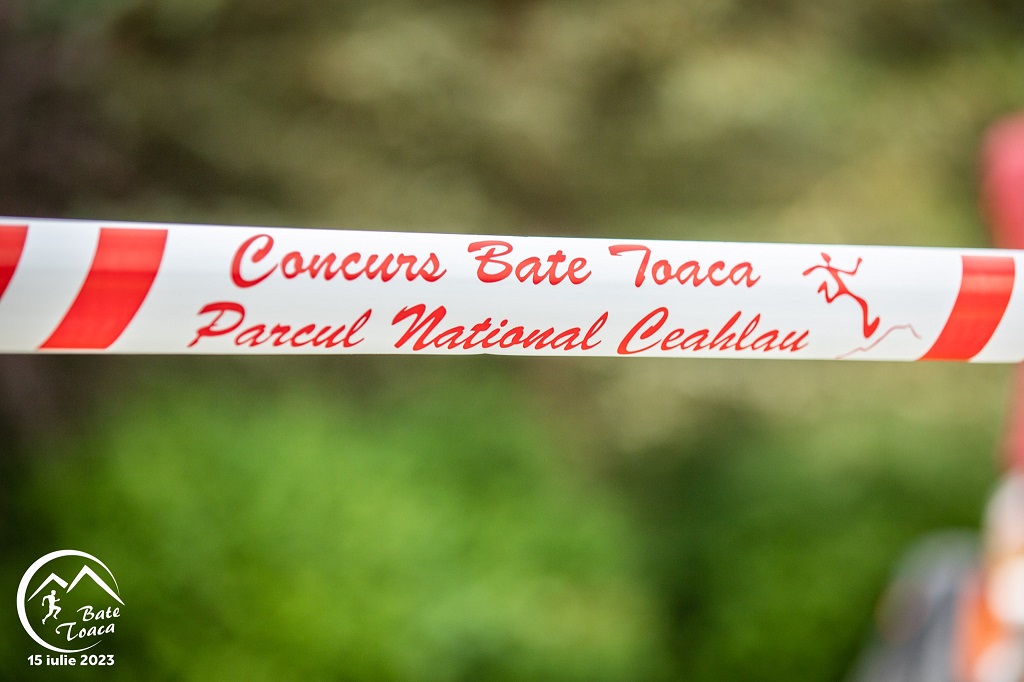 Concurs Bate Toaca
Parcul National Ceahlau
Bate
Toaca
15 iulie 2023